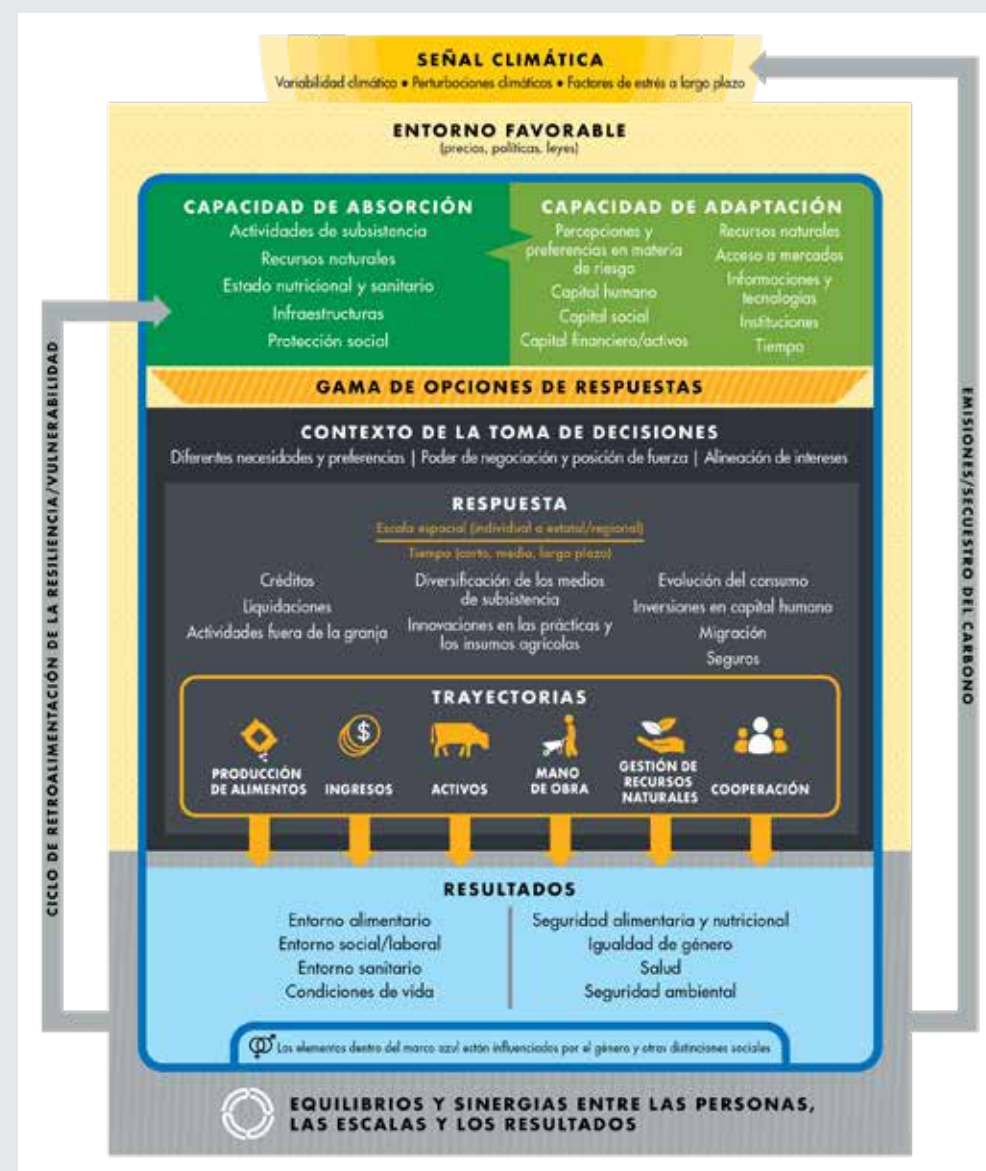 SEÑAL CLIMÁTICA
Variabilidad climática • Perturbaciones climáticas • Factores de estrés a largo plazo
ENTORNO FAVORABLE
(precios, políticas, leyes)
CAPACIDAD DE ABSORCIÓN
Actividades de subsistencia
Recursos naturales
Estado nutricional y sanitario
Infraestructuras
Protección social
CAPACIDAD DE ADAPTACIÓN
Percepciones y
preferencias en materia
de riesgo
Capital humano
Capital social
Capital financiero/activos
Recursos naturales
Acceso a mercados
Informaciones y
tecnologías
Instituciones
Tiempo
GAMA DE OPCIONES DE RESPUESTAS
CONTEXTO DE LA TOMA DE DECISIONES
Diferentes necesidades y preferencias | Poder de negociación y posición de fuerza | Alineación de intereses
RESPUESTA
Escala espacial (individual a estatal/regional)
Tiempo (corto, medio, largo plazo)
Créditos
Liquidaciones
Actividades fuera de la granja
Diversificación de los medios
de subsistencia
Innovaciones en las prácticas y
los insumos agrícolas
Evolución del consumo
Inversiones en capital humano
Migración
Seguros
TRAYECTORIAS
PRODUCCIÓN
DE ALIMENTOS
INGRESOS
ACTIVOS
MANO
DE OBRA
GESTIÓN DE
RECURSOS
NATURALES
COOPERACIÓN
RESULTADOS
Entorno alimentario
Entorno social/laboral
Entorno sanitario
Condiciones de vida
Seguridad alimentaria y nutricional
Igualdad de género
Salud
Seguridad ambiental
Los elementos dentro del marco azul están influenciados por el género y otras distinciones sociales
EQUILIBRIOS Y SINERGIAS ENTRE LAS PERSONAS,
LAS ESCALAS Y LOS RESULTADOS
CICLO DE RETROALIMENTACIÓN DE LA RESILIENCIA/VULNERABILIDAD
EMISIONES/SECUESTRO DEL CARBONO